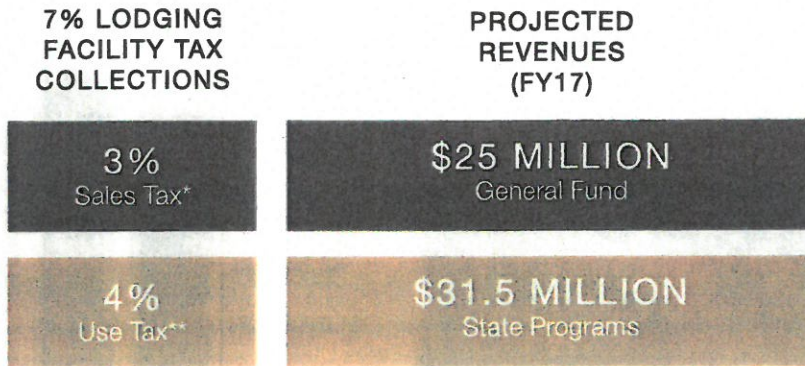 7% LODGING
FACILITY TAX
COLLECTIONS
PROJECTED
REVENUES
(FY17)
3%
Sales Tax*
$25 MILLION
General Fund
4%
Use Tax**
$31.5 MILLION
State Programs